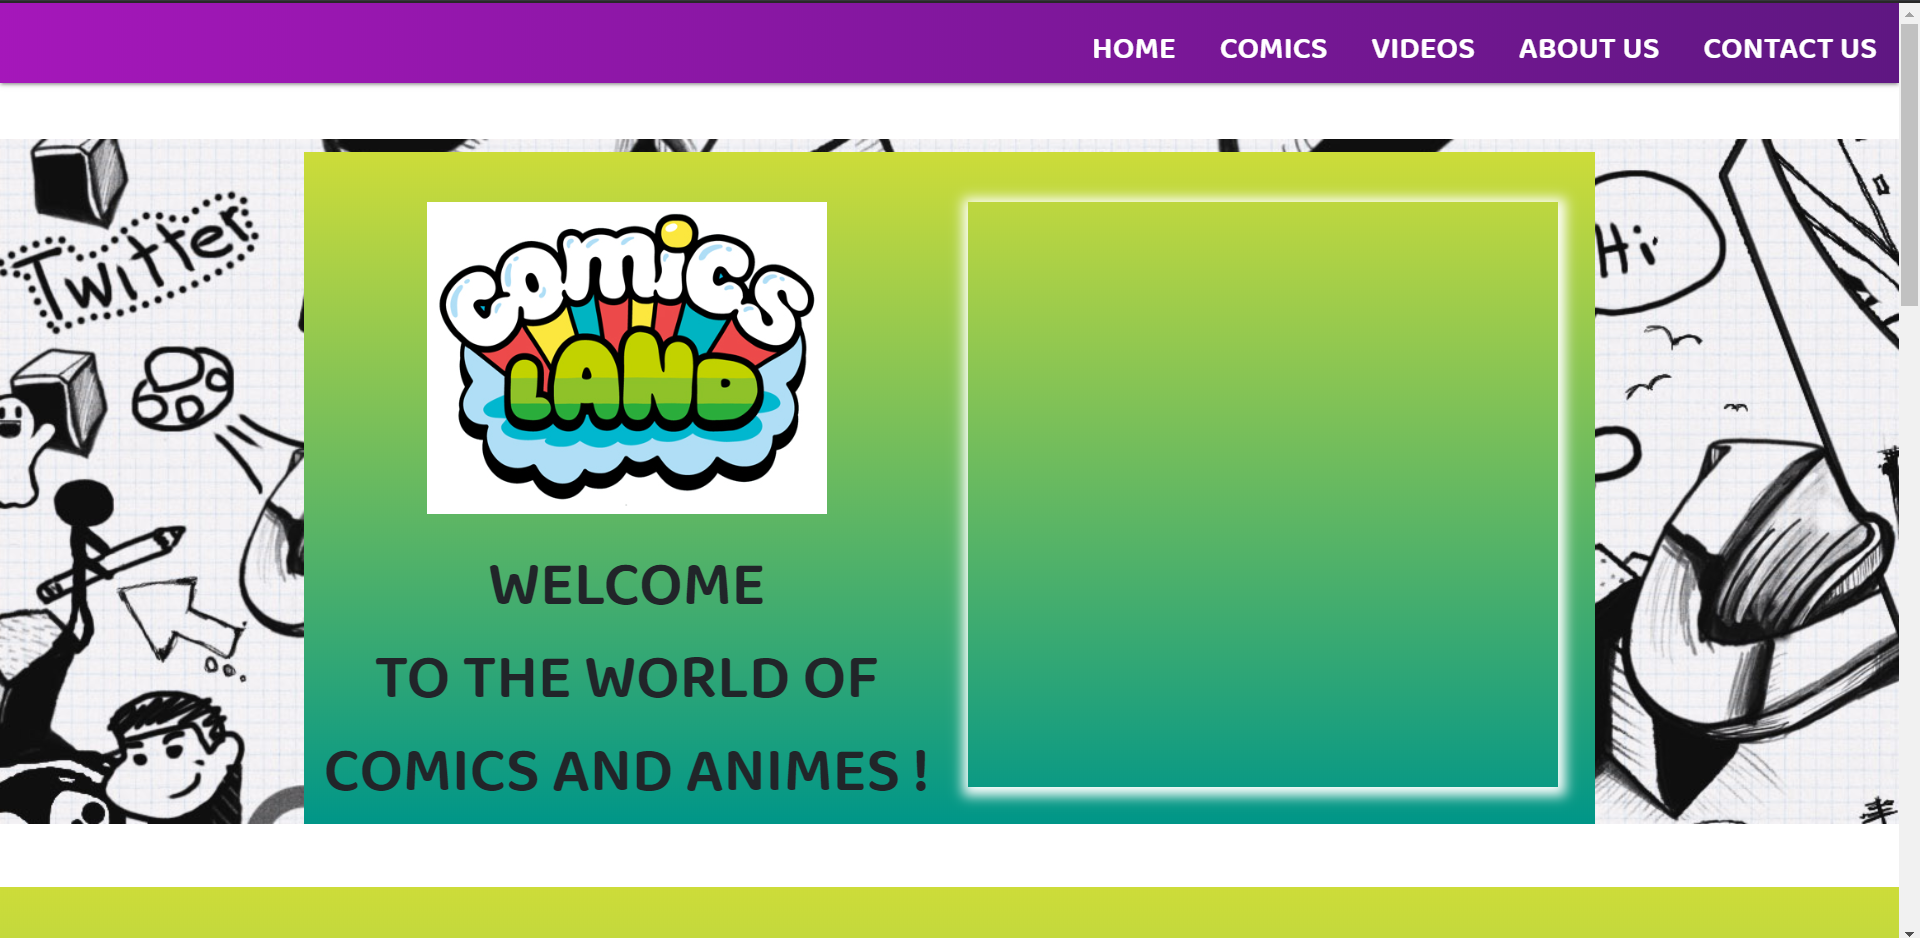 HOME COMICS VIDEOS ABOUT US CONTACT US
Twitter
Hi
COMiCS
LAND
WELCOME
TO THE WORLD OF
COMICS AND ANIMES !